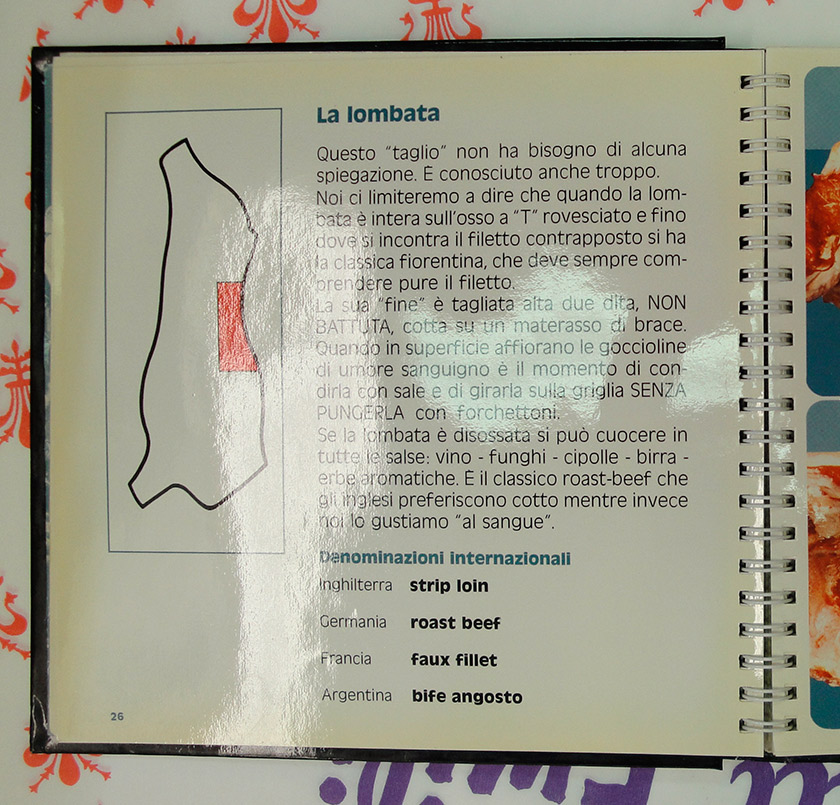 La lombata
Questo "taglio" non ha bisogno di alcuna
spiegazione. È conosciuto anche troppo.
Noi ci limiteremo a dire che quando la lom-
bata è intera sull'osso a "T" rovesciato e fino
dove si incontra il filetto contrapposto si ha
la classica fiorentina, che deve sempre com-
prendere pure il filetto.
La sua "fine" è tagliata alta due dita, NON
BATTUTA, cotta su un materasso di brace.
Quando in superficie affiorano le goccioline
di umore sanguigno è il momento di con-
dirla con sale e di girarla sulla griglia SENZA
PUNGERLA con forchettoni.
Se la lombata è disossata si può cuocere in
tutte le salse: vino - funghi - cipolle - birra -
erbe aromatiche. È il classico roast-beef che
gli inglesi preferiscono cotto mentre invece
noi lo gustiamo "al sangue".
Denominazioni internazionali
Inghilterra strip loin
Germania roast beef
Francia faux fillet
Argentina bife angosto
26